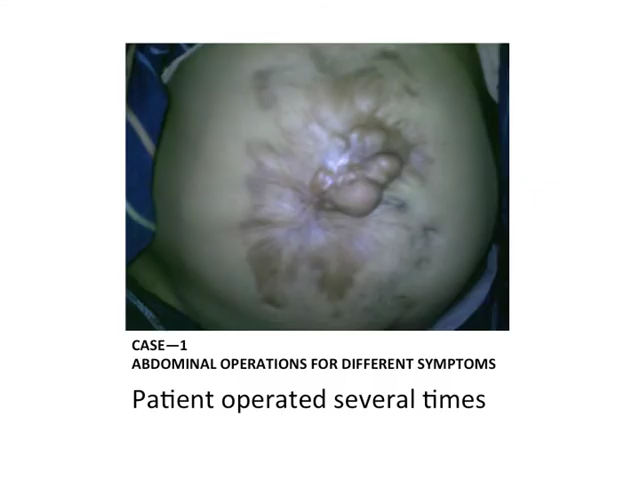 CASE—1
ABDOMINAL OPERATIONS FOR DIFFERENT SYMPTOMS
Patient operated several times